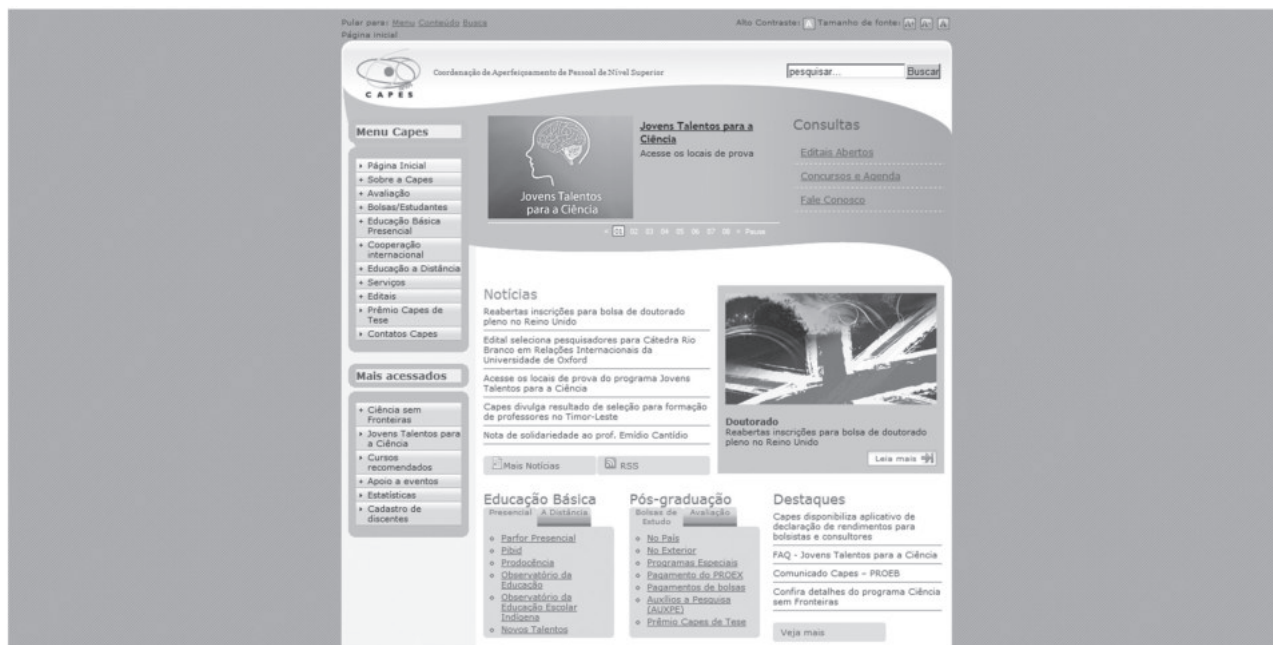 Pular para: Menu Conteúdo Busca
Alto Contraste: A Tamanho de fonte: A+ A- A
Página Inicial
CAPES
Coordenação de Aperfeiçoamento de Pessoal de Nível Superior
pesquisar...
Buscar
Menu Capes
Página Inicial
Sobre a Capes
Avaliação
Bolsas/Estudantes
Educação Básica
Presencial
Cooperação
internacional
Educação a Distância
Serviços
Editais
Prêmio Capes de
Tese
Contatos Capes
Mais acessados
Ciência sem
Fronteiras
Jovens Talentos para
a Ciência
Cursos
recomendados
Apoio a eventos
Estatísticas
Cadastro de
discentes
Jovens Talentos
para a Ciência
Jovens Talentos para a
Ciência
Acesse os locais de prova
< 01 02 03 04 05 06 07 08 > Pausa
Consultas
Editais Abertos
Concursos e Agenda
Fale Conosco
Notícias
Reabertas inscrições para bolsa de doutorado
pleno no Reino Unido
Edital seleciona pesquisadores para Cátedra Rio
Branco em Relações Internacionais da
Universidade de Oxford
Acesse os locais de prova do programa Jovens
Talentos para a Ciência
Capes divulga resultado de seleção para formação
de professores no Timor-Leste
Nota de solidariedade ao prof. Emídio Cantídio
Mais Notícias
RSS
Doutorado
Reabertas inscrições para bolsa de doutorado
pleno no Reino Unido
Leia mais
Educação Básica
Presencial A Distância
Parfor Presencial
Pibid
Prodocência
Observatório da
Educação
Observatório da
Educação Escolar
Indígena
Novos Talentos
Pós-graduação
Bolsas de
Estudo
Avaliação
No País
No Exterior
Programas Especiais
Pagamento do PROEX
Pagamentos de bolsas
Auxílios a Pesquisa
(AUXPE)
Prêmio Capes de Tese
Destaques
Capes disponibiliza aplicativo de
declaração de rendimentos para
bolsistas e consultores
FAQ - Jovens Talentos para a Ciência
Comunicado Capes – PROEB
Confira detalhes do programa Ciência
sem Fronteiras
Veja mais